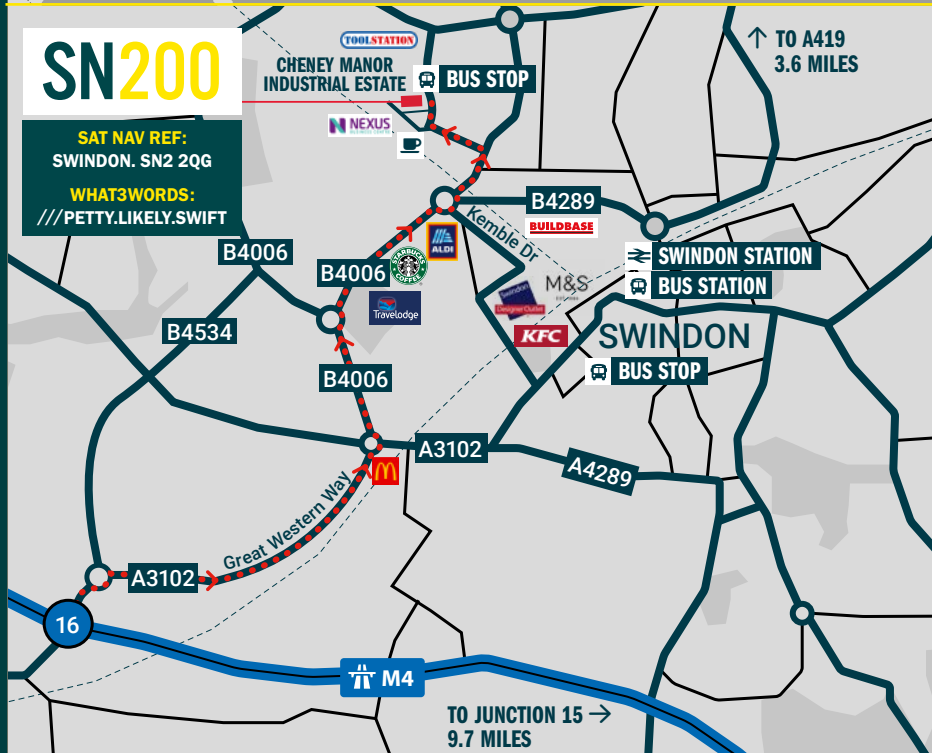 SN200
SAT NAV REF:
SWINDON. SN2 2QG
WHAT3WORDS:
///PETTY.LIKELY.SWIFT
TOOLSTATION
CHENEY MANOR
INDUSTRIAL ESTATE
BUS STOP
NEXUS
↑ TO A419
3.6 MILES
B4289
BUILDBASE
Kemble Dr
ALDI
B4006
B4006
STARBUCKS
COFFEE
Travelodge
SWINDON STATION
BUS STATION
M&S
Swindon
Designer Outlet
KFC
SWINDON
BUS STOP
B4534
B4006
A3102
A4289
Great Western Way
A3102
16
M4
TO JUNCTION 15 →
9.7 MILES